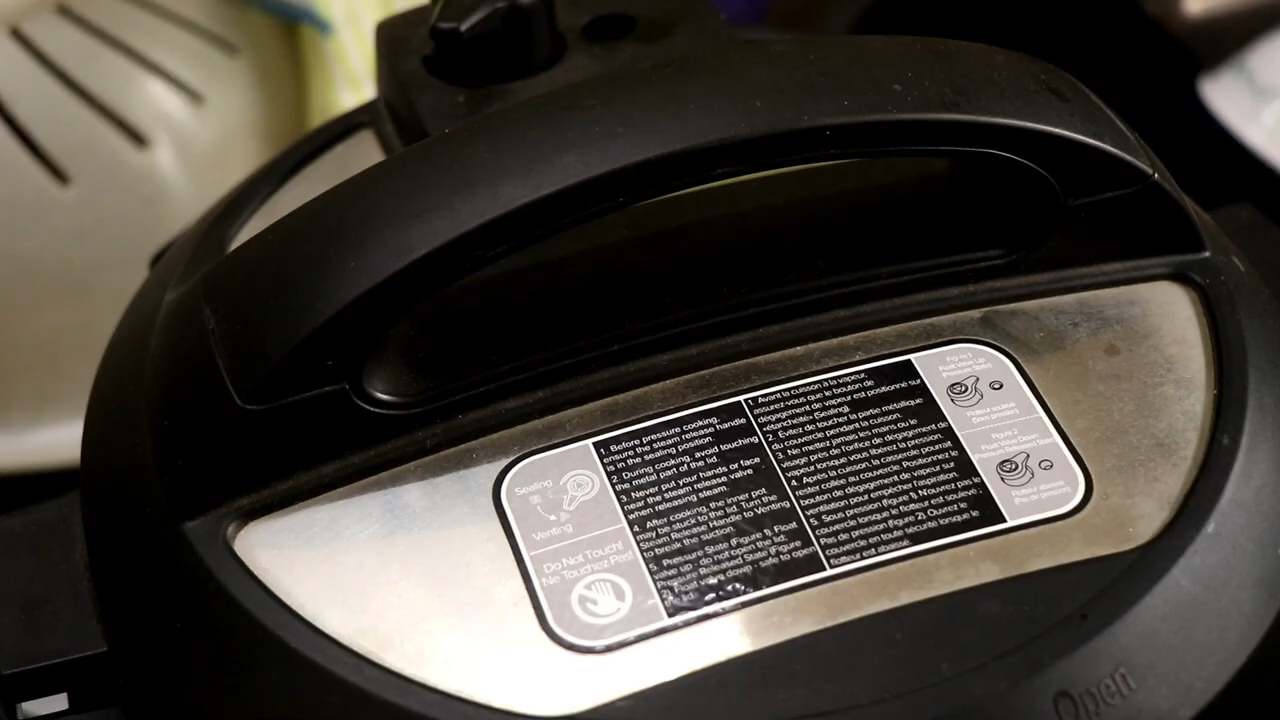 Sealing
Venting
Do Not Touch!
Ne Touchez Pas!
1. Before pressure cooking,
ensure the steam release handle
is in the sealing position.
2. During cooking, avoid touching
the metal part of the lid.
3. Never put your hands or face
near the steam release valve
when releasing steam.
4. After cooking, the inner pot
may be stuck to the lid. Turn the
Steam Release Handle to Venting
to break the suction.
5. Pressure State (Figure 1). Float
valve up - do not open the lid.
Pressure Released State (Figure
2). Float valve down - safe to open
the lid.
1. Avant la cuisson à la vapeur,
assurez-vous que le bouton de
dégagement de vapeur est positionné sur
«étanchéité» (Sealing).
2. Évitez de toucher la partie métallique
du couvercle pendant la cuisson.
3. Ne mettez jamais les mains ou le
visage près de l'orifice de dégagement de
vapeur lorsque vous libérez la pression.
4. Après la cuisson, la casserole pourrait
rester collée au couvercle. Positionnez le
bouton de dégagement de vapeur sur
ventilation pour empêcher l'aspiration.
5. Sous pression (figure 1). N'ouvrez pas le
couvercle lorsque le flotteur est soulevé ;
Pas de pression (figure 2). Ouvrez le
couvercle en toute sécurité lorsque le
flotteur est abaissé.
Figure 1
Float Valve Up
(Pressure State)
Flotteur soulevé
(Sous pression)
Figure 2
Float Valve Down
(Pressure Released State)
Flotteur abaissé
(Pas de pression)
Open